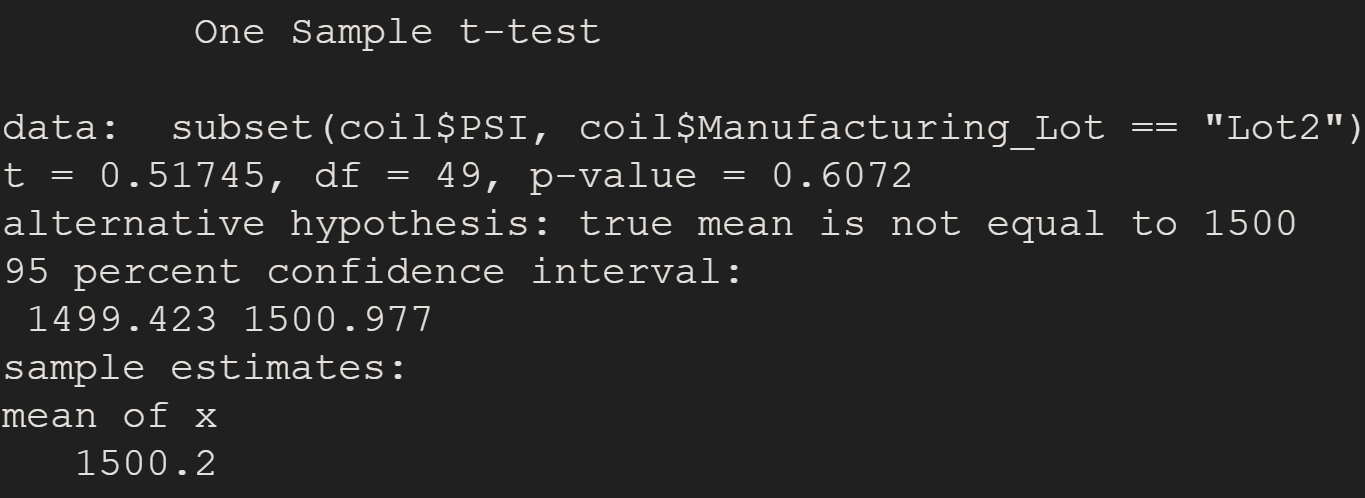 One Sample t-test
data: subset(coil$PSI, coil$Manufacturing_Lot == "Lot2")
t = 0.51745, df = 49, p-value = 0.6072
alternative hypothesis: true mean is not equal to 1500
95 percent confidence interval:
1499.423 1500.977
sample estimates:
mean of x
1500.2